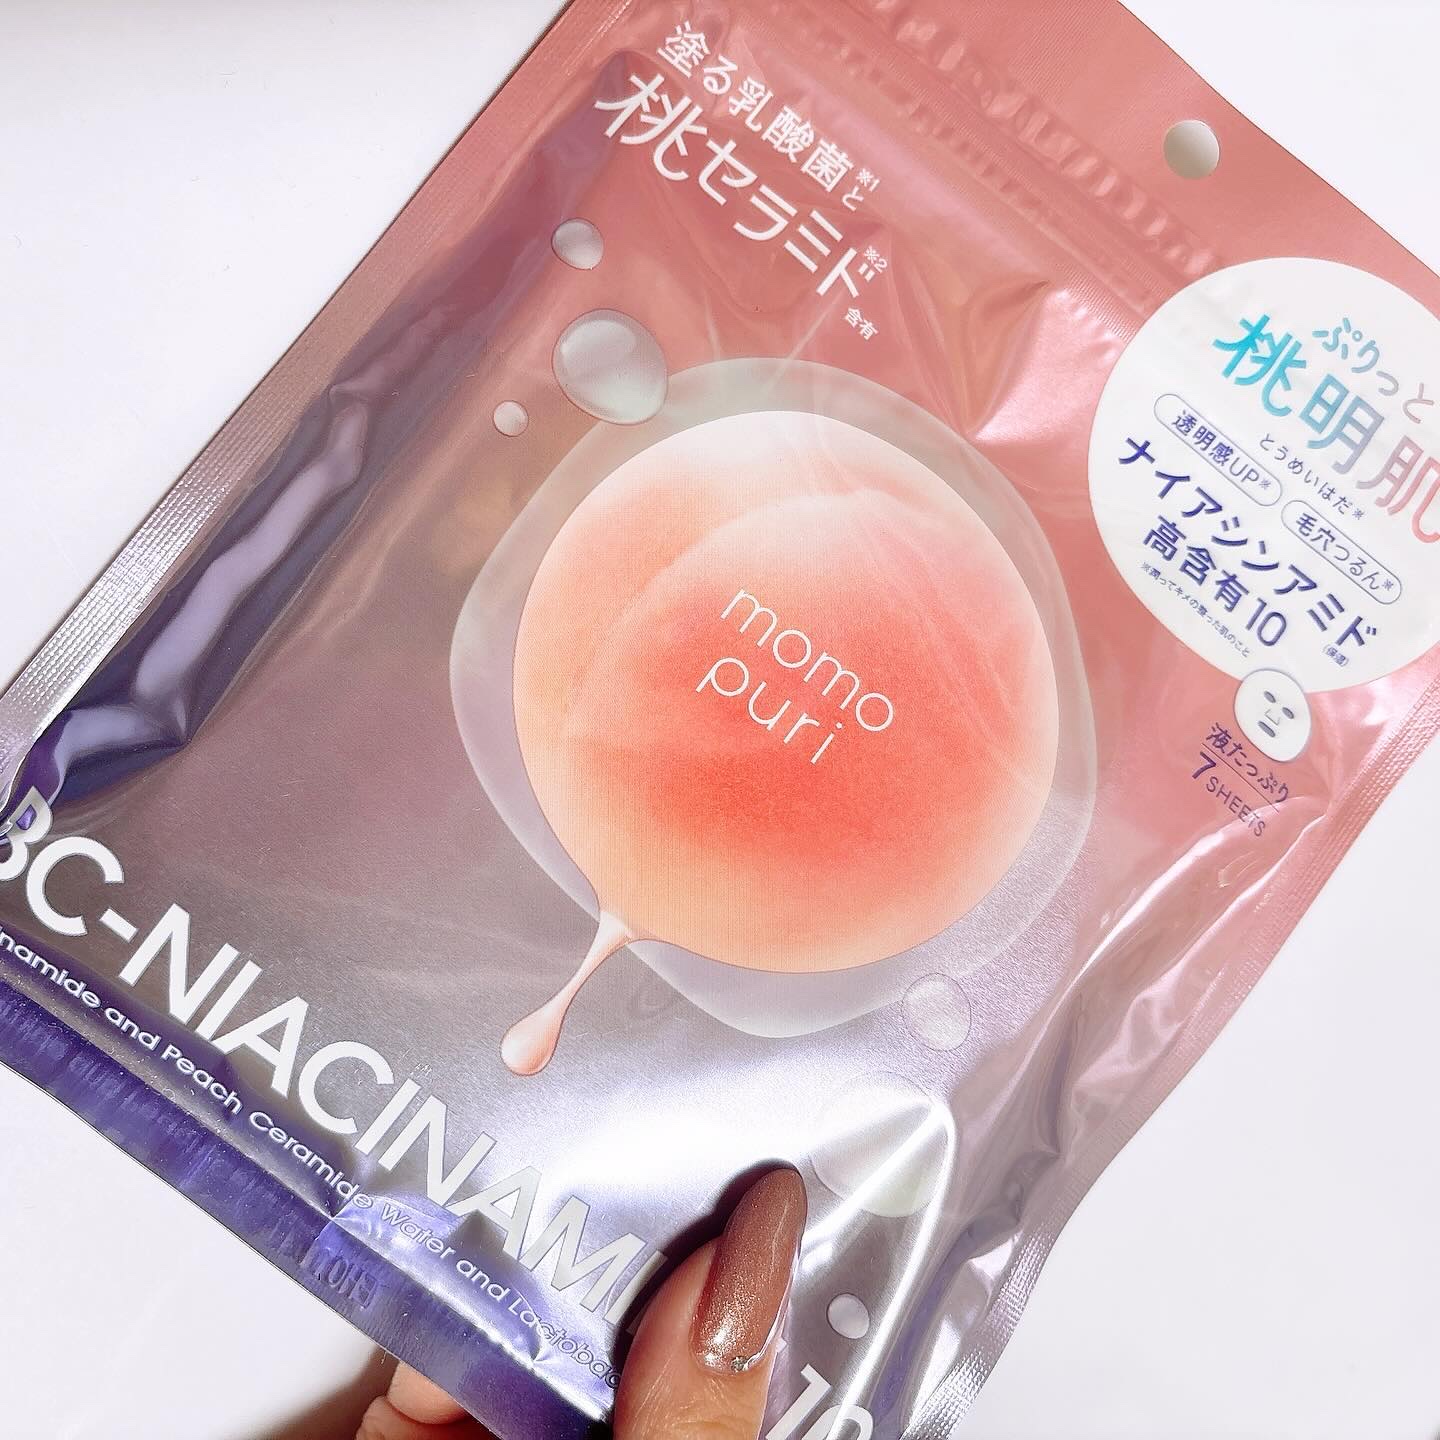 塗る乳酸菌※1と
桃セラミド※2
含有
ぷりっと
桃明肌
とうめいはだ※
透明感UP※
毛穴つるん※
ナイアシンアミド
高含有10
(保湿)
※潤ってキメの整った肌のこと
液たっぷり
7 SHEETS
momo
puri
BC-NIACINAMI
10
inamide and Peach Ceramide Water and Lactobac